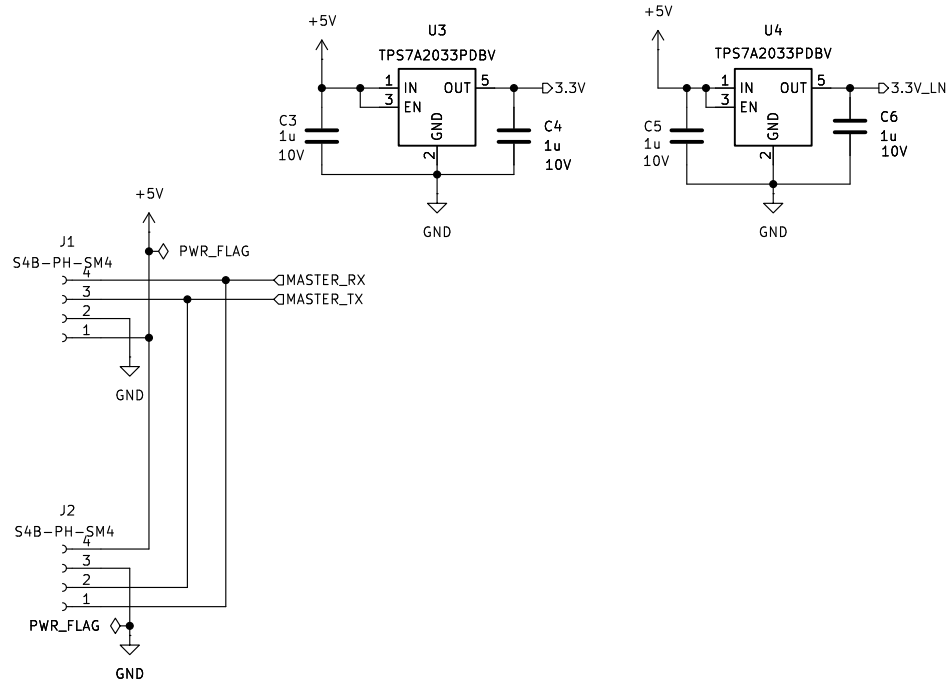 +5V
U3
TPS7A2033PDBV
1 IN
3 EN
OUT 5
GND
2
3.3V
C3
1u
10V
C4
1u
10V
GND
+5V
U4
TPS7A2033PDBV
1 IN
3 EN
OUT 5
GND
2
3.3V_LN
C5
1u
10V
C6
1u
10V
GND
+5V
PWR_FLAG
J1
S4B-PH-SM4
4
3
2
1
MASTER_RX
MASTER_TX
GND
J2
S4B-PH-SM4
4
3
2
1
PWR_FLAG
GND